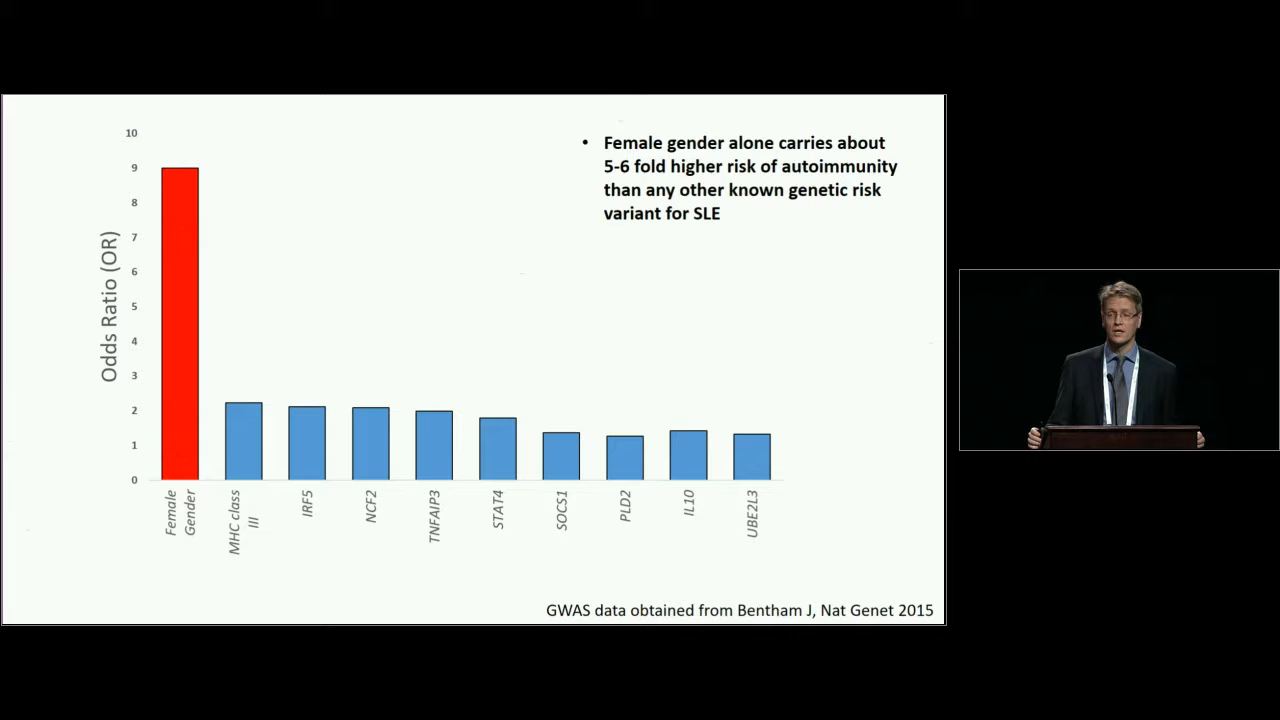 10
9
8
7
6
5
4
3
2
1
0
Odds Ratio (OR)
Female
Gender
MHC class
III
IRF5
NCF2
TNFAIP3
STAT4
SOCS1
PLD2
IL10
UBE2L3
• Female gender alone carries about
5-6 fold higher risk of autoimmunity
than any other known genetic risk
variant for SLE
GWAS data obtained from Bentham J, Nat Genet 2015